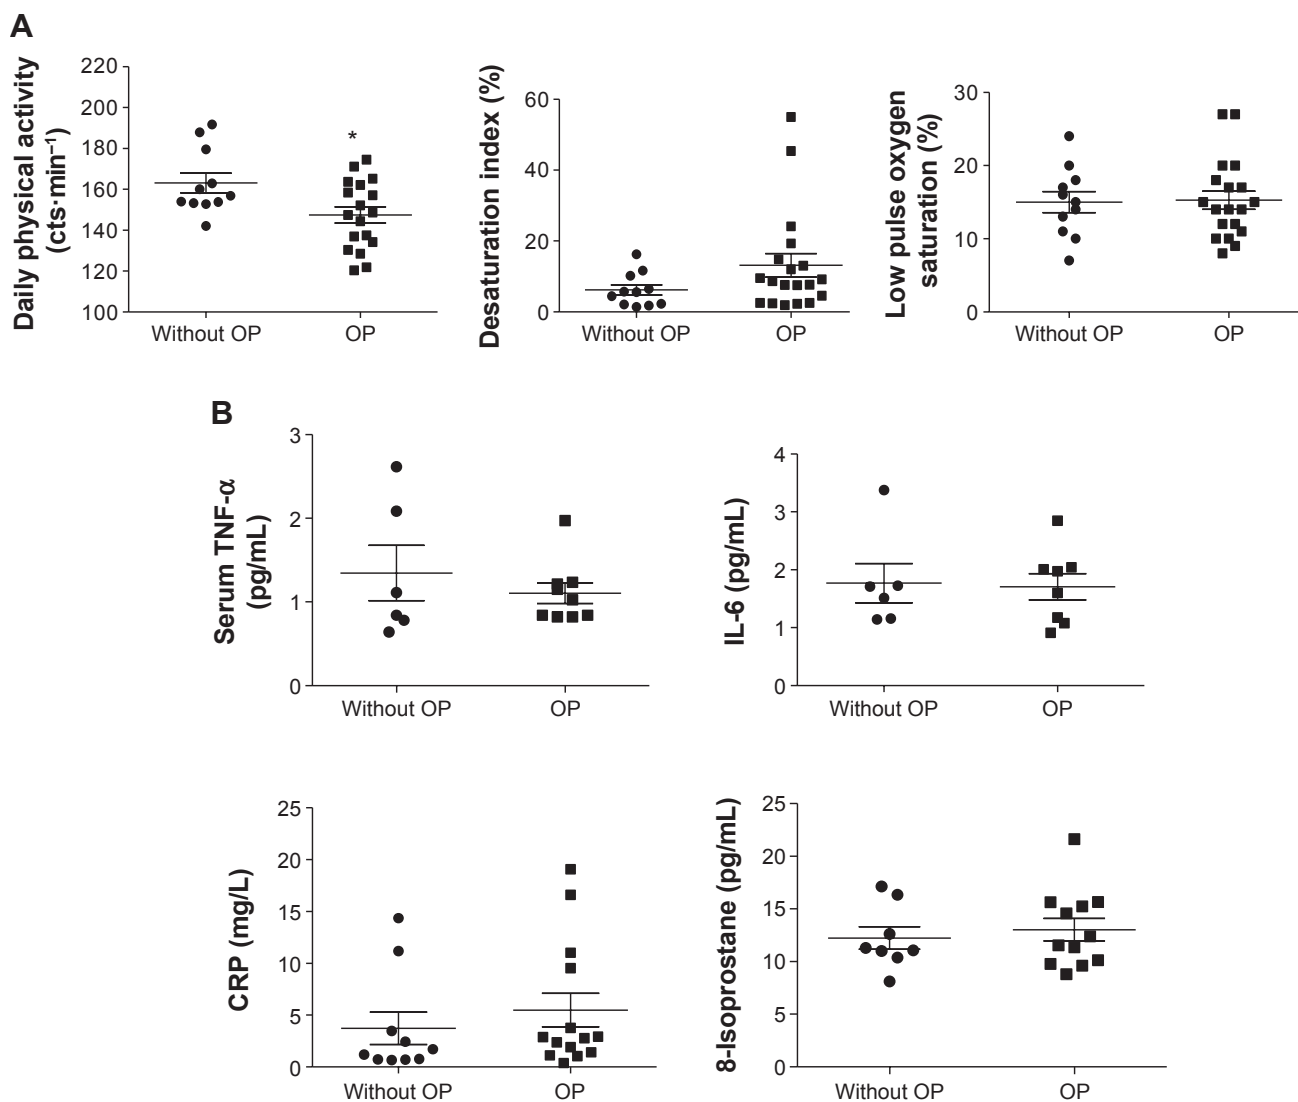 A
Daily physical activity
(cts·min⁻¹)
220
200
180
160
140
120
100
*
Without OP
OP
Desaturation index (%)
60
40
20
0
Without OP
OP
Low pulse oxygen
saturation (%)
30
20
10
0
Without OP
OP
B
Serum TNF-α
(pg/mL)
3
2
1
0
Without OP
OP
IL-6 (pg/mL)
4
3
2
1
0
Without OP
OP
CRP (mg/L)
25
20
15
10
5
0
Without OP
OP
8-Isoprostane (pg/mL)
25
20
15
10
5
0
Without OP
OP